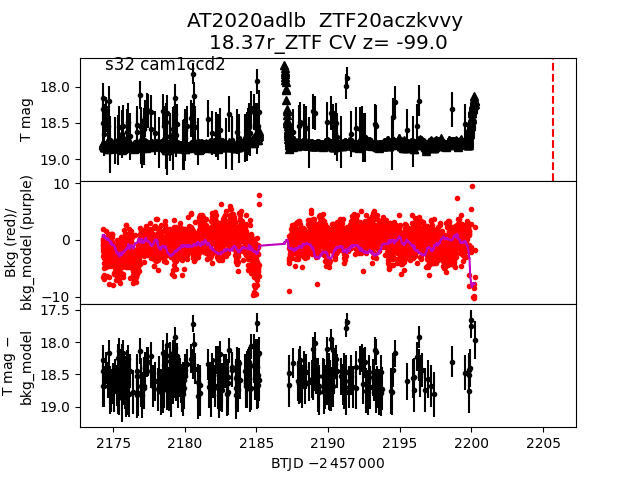 AT2020adlb  ZTF20aczkvvy
18.37r_ZTF CV z= -99.0
s32 cam1ccd2
T mag
18.0
18.5
19.0
Bkg (red)/
bkg_model (purple)
10
0
−10
T mag −
bkg_model
17.5
18.0
18.5
19.0
2175 2180 2185 2190 2195 2200 2205
BTJD −2 457 000